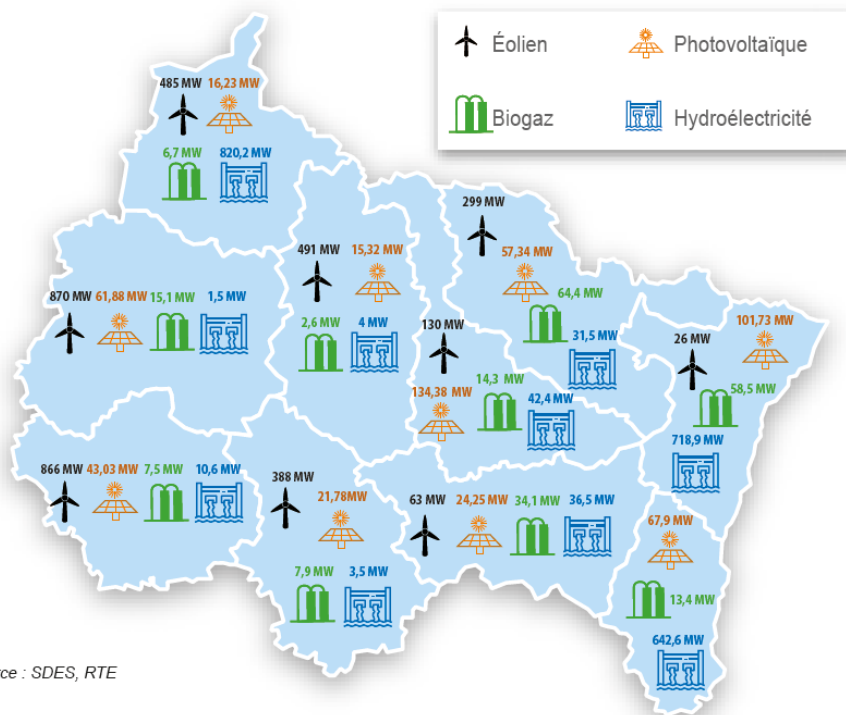 Éolien
Photovoltaïque
Biogaz
Hydroélectricité
485 MW 16,23 MW
6,7 MW 820,2 MW
299 MW
491 MW 15,32 MW
57,34 MW
870 MW 61,88 MW 15,1 MW 1,5 MW
64,4 MW
2,6 MW 4 MW
130 MW
31,5 MW
101,73 MW
26 MW
134,38 MW 14,3 MW
58,5 MW
42,4 MW
718,9 MW
866 MW 43,03 MW 7,5 MW 10,6 MW
388 MW
21,78MW
63 MW 24,25 MW 34,1MW 36,5 MW
67,9 MW
7,9 MW 3,5 MW
13,4 MW
642,6 MW
rce : SDES, RTE